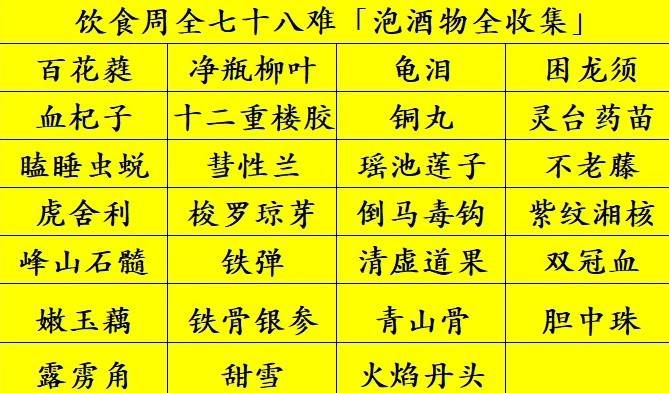 饮食周全七十八难「泡酒物全收集」
百花蕤 净瓶柳叶 龟泪 困龙须
血杞子 十二重楼胶 铜丸 灵台药苗
瞌睡虫蜕 彗性兰 瑶池莲子 不老藤
虎舍利 梭罗琼芽 倒马毒钩 紫纹湘核
峰山石髓 铁弹 清虚道果 双冠血
嫩玉藕 铁骨银参 青山骨 胆中珠
露雳角 甜雪 火焰丹头